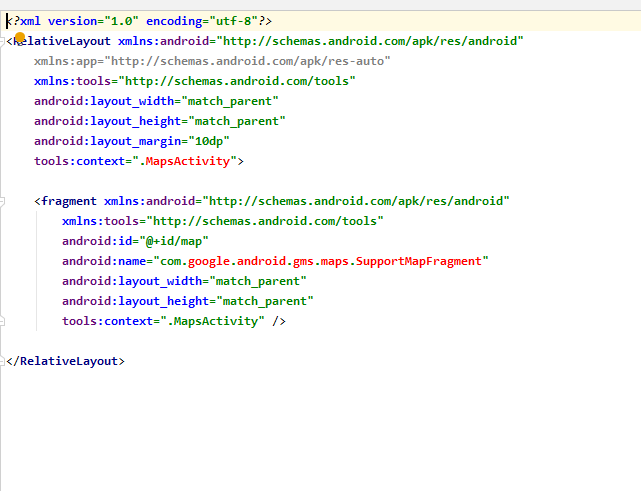 <?xml version="1.0" encoding="utf-8"?>
<RelativeLayout xmlns:android="http://schemas.android.com/apk/res/android"
    xmlns:app="http://schemas.android.com/apk/res-auto"
    xmlns:tools="http://schemas.android.com/tools"
    android:layout_width="match_parent"
    android:layout_height="match_parent"
    android:layout_margin="10dp"
    tools:context=".MapsActivity">
    <fragment xmlns:android="http://schemas.android.com/apk/res/android"
        xmlns:tools="http://schemas.android.com/tools"
        android:id="@+id/map"
        android:name="com.google.android.gms.maps.SupportMapFragment"
        android:layout_width="match_parent"
        android:layout_height="match_parent"
        tools:context=".MapsActivity" />
</RelativeLayout>